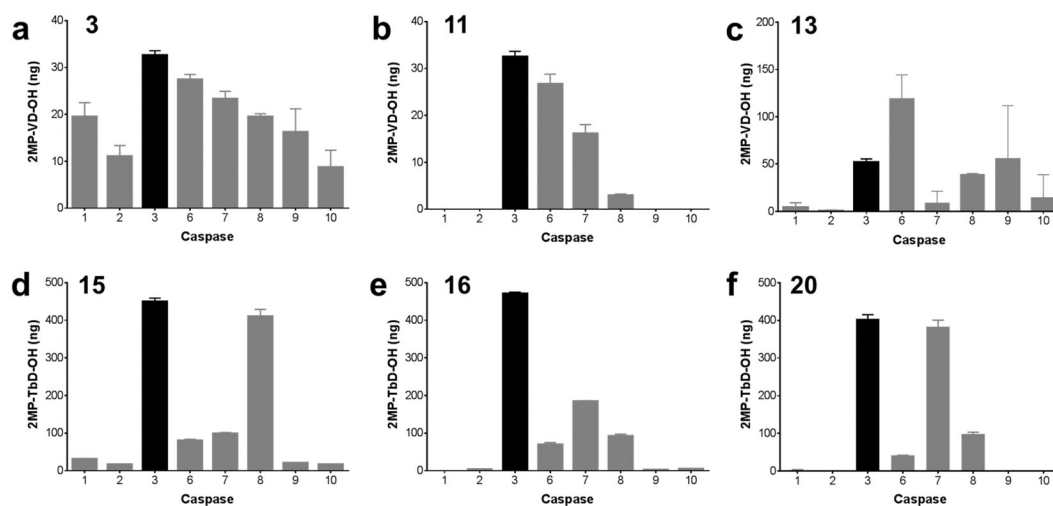 a 3
2MP-VD-OH (ng)
40
30
20
10
0
1 2 3 6 7 8 9 10
Caspase
b 11
2MP-VD-OH (ng)
40
30
20
10
0
1 2 3 6 7 8 9 10
Caspase
c 13
2MP-VD-OH (ng)
200
150
100
50
0
1 2 3 6 7 8 9 10
Caspase
d 15
2MP-TbD-OH (ng)
500
400
300
200
100
0
1 2 3 6 7 8 9 10
Caspase
e 16
2MP-TbD-OH (ng)
500
400
300
200
100
0
1 2 3 6 7 8 9 10
Caspase
f 20
2MP-TbD-OH (ng)
500
400
300
200
100
0
1 2 3 6 7 8 9 10
Caspase